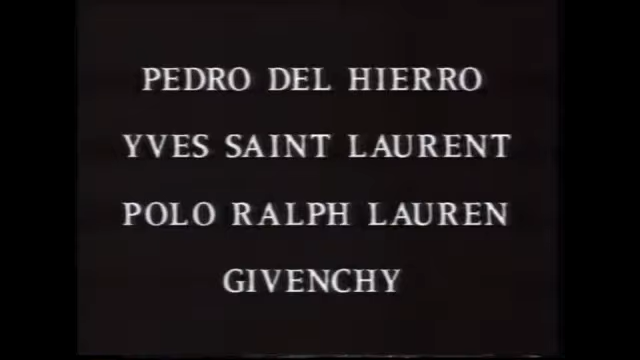 PEDRO DEL HIERRO
YVES SAINT LAURENT
POLO RALPH LAUREN
GIVENCHY